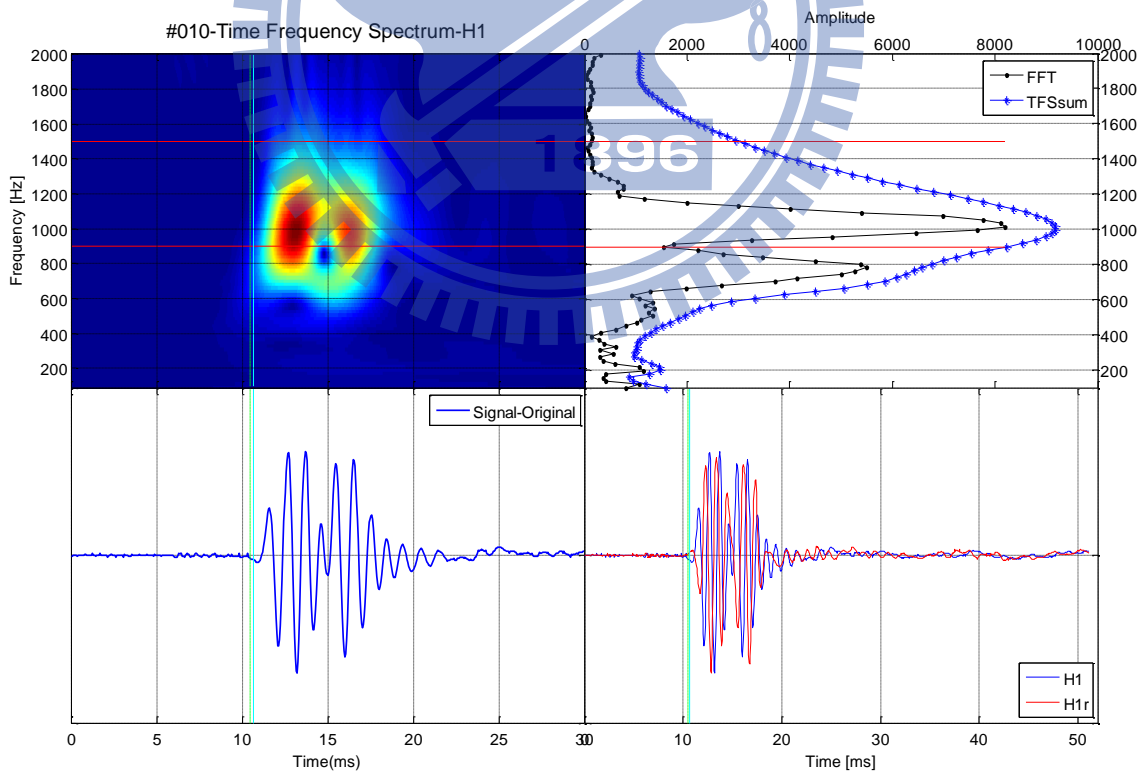 #010-Time Frequency Spectrum-H1
Amplitude
0 2000 4000 6000 8000 10000
2000
1800
1600
1400
1200
1000
800
600
400
200
Frequency [Hz]
1896
FFT
TFSsum
2000
1800
1600
1400
1200
1000
800
600
400
200
Signal-Original
H1
H1r
0 5 10 15 20 25 30
Time(ms)
0 10 20 30 40 50
Time [ms]